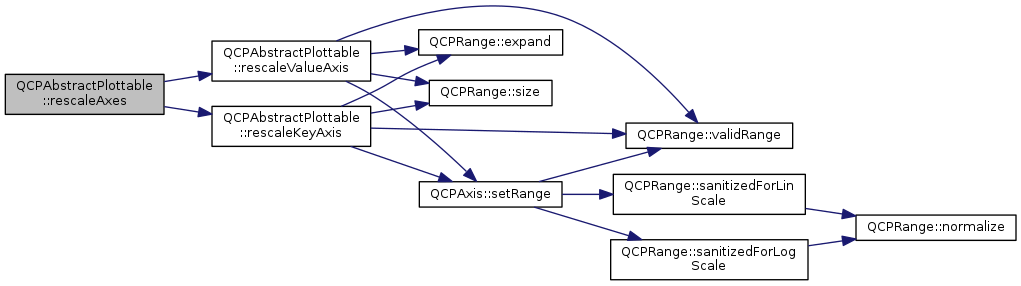 QCPAbstractPlottable
::rescaleAxes
QCPAbstractPlottable
::rescaleValueAxis
QCPAbstractPlottable
::rescaleKeyAxis
QCPRange::expand
QCPRange::size
QCPAxis::setRange
QCPRange::validRange
QCPRange::sanitizedForLin
Scale
QCPRange::sanitizedForLog
Scale
QCPRange::normalize